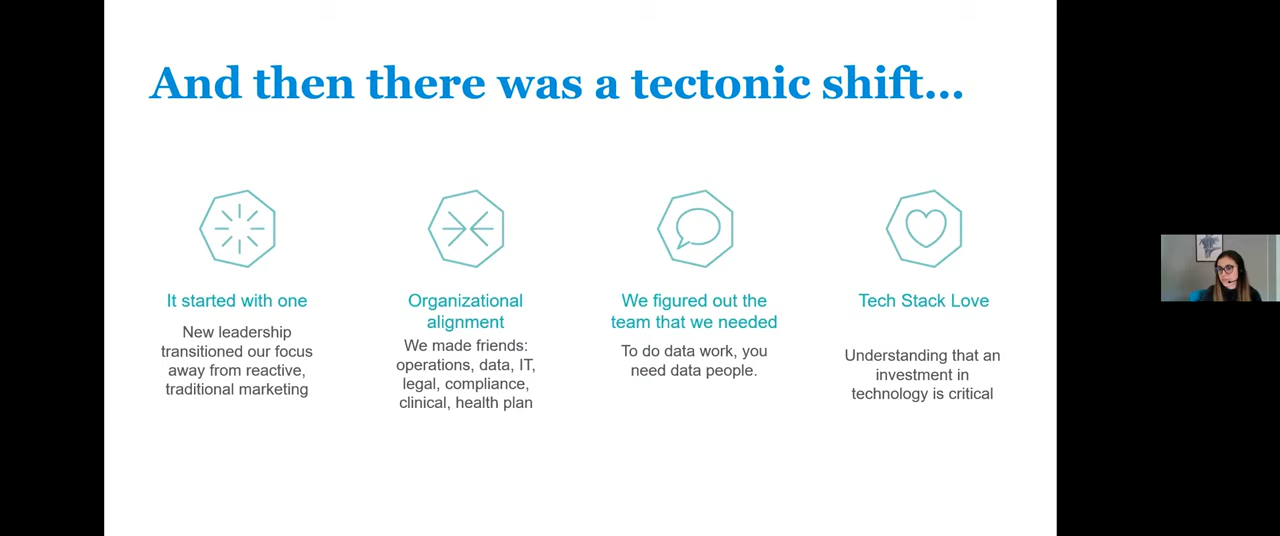 And then there was a tectonic shift...
It started with one
New leadership
transitioned our focus
away from reactive,
traditional marketing
Organizational
alignment
We made friends:
operations, data, IT,
legal, compliance,
clinical, health plan
We figured out the
team that we needed
To do data work, you
need data people.
Tech Stack Love
Understanding that an
investment in
technology is critical